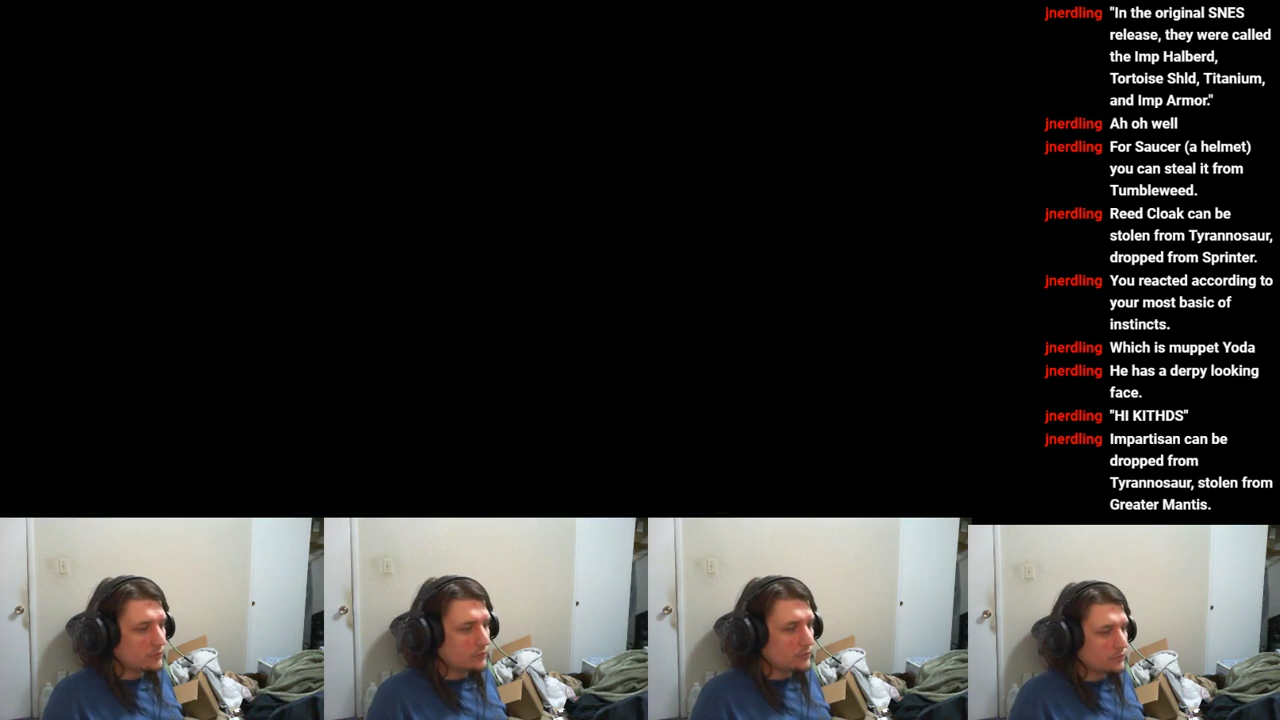 jnerdling "In the original SNES
release, they were called
the Imp Halberd,
Tortoise Shld, Titanium,
and Imp Armor."
jnerdling Ah oh well
jnerdling For Saucer (a helmet)
you can steal it from
Tumbleweed.
jnerdling Reed Cloak can be
stolen from Tyrannosaur,
dropped from Sprinter.
jnerdling You reacted according to
your most basic of
instincts.
jnerdling Which is muppet Yoda
jnerdling He has a derpy looking
face.
jnerdling "HI KITHDS"
jnerdling Impartisan can be
dropped from
Tyrannosaur, stolen from
Greater Mantis.